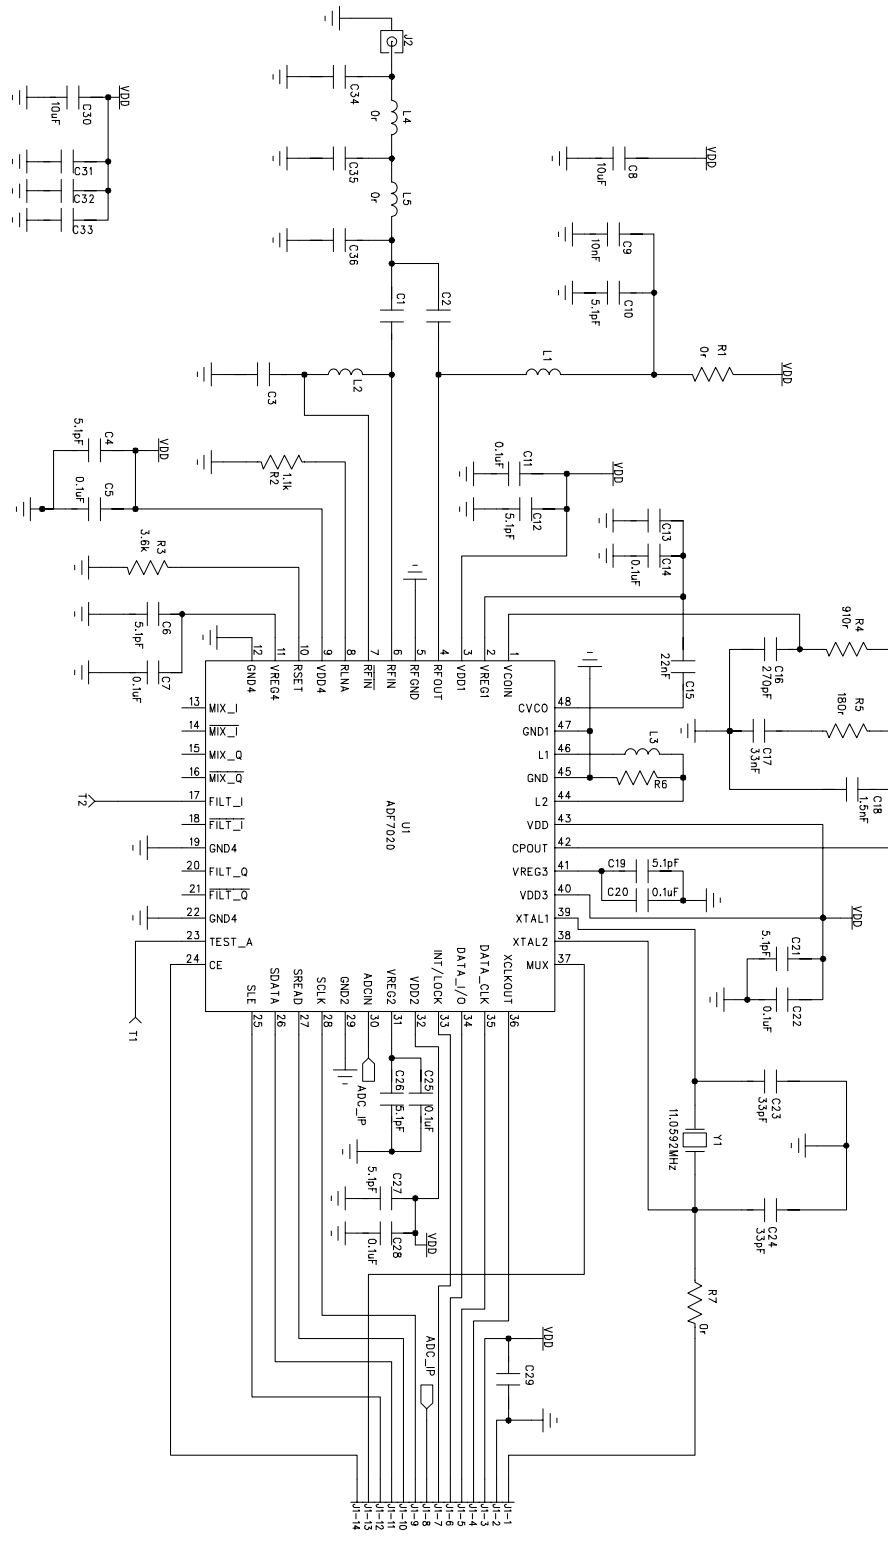 J2
C34
L4
0r
C35
L5
0r
C36
VDD
C30
10uF
C31
C32
C33
VDD
C8
10uF
C9
10nF
C10
5.1pF
R1
0r
VDD
C1
C2
L1
L2
C3
C4
5.1pF
VDD
C5
0.1uF
R2
1.1k
C11
0.1uF
VDD
C12
5.1pF
C13
C14
0.1uF
R3
3.6k
C6
5.1pF
C7
0.1uF
C15
22nF
R4
910r
C16
270pF
R5
180r
C17
33nF
C18
1.5nF
12 GND4
11 VREG4
10 RSET
9 VDD4
8 RLNA
7 RFIN
6 RFIN
5 RFGND
4 RFOUT
3 VDD1
2 VREG1
1 VCOIN
13 MIX_I
14 MIX_I
15 MIX_Q
16 MIX_Q
17 FILT_I
18 FILT_I
19 GND4
20 FILT_Q
21 FILT_Q
22 GND4
23 TEST_A
24 CE
CVCO 48
GND1 47
L1 46
GND 45
L2 44
VDD 43
CPOUT 42
VREG3 41
VDD3 40
XTAL1 39
XTAL2 38
MUX 37
U1
ADF7020
L3
R6
T2
T1
C19
5.1pF
C20
0.1uF
VDD
C21
5.1pF
C22
0.1uF
SLE 25
SDATA 26
SREAD 27
SCLK 28
GND2 29
ADCIN 30
VREG2 31
VDD2 32
INT/LOCK 33
DATA_I/O 34
DATA_CLK 35
XCLKOUT 36
ADC_IP
C26
5.1pF
C25
0.1uF
C27
5.1pF
C28
0.1uF
VDD
C23
33pF
Y1
11.0592MHz
C24
33pF
R7
0r
VDD
C29
ADC_IP
J1-14
J1-13
J1-12
J1-11
J1-10
J1-9
J1-8
J1-7
J1-6
J1-5
J1-4
J1-3
J1-2
J1-1